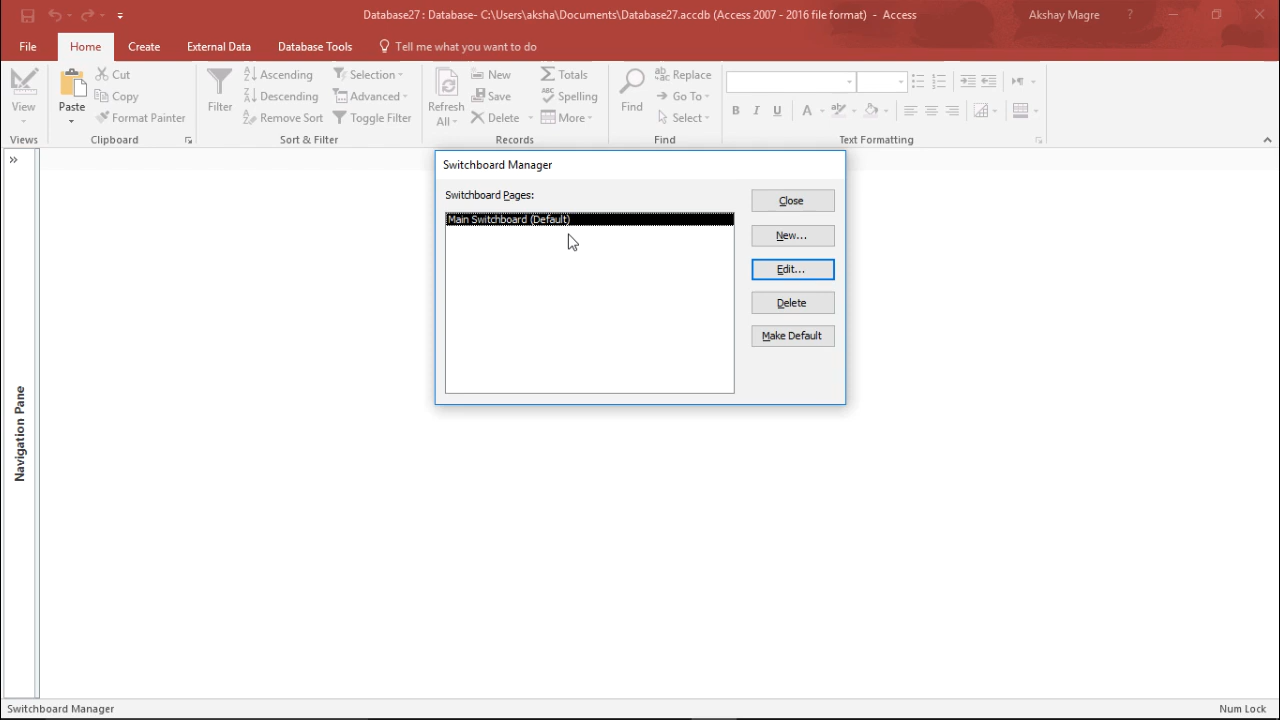 Database27 : Database- C:\Users\aksha\Documents\Database27.accdb (Access 2007 - 2016 file format) - Access
Akshay Magre ?
File Home Create External Data Database Tools Tell me what you want to do
View
Views
Paste
Cut
Copy
Format Painter
Clipboard
Filter
Ascending
Descending
Remove Sort
Selection
Advanced
Toggle Filter
Sort & Filter
Refresh
All
New
Save
Delete
Totals
Spelling
More
Records
Find
Replace
Go To
Select
Find
B I U A
Text Formatting
Navigation Pane
Switchboard Manager
Switchboard Pages:
Main Switchboard (Default)
Close
New...
Edit...
Delete
Make Default
Switchboard Manager
Num Lock